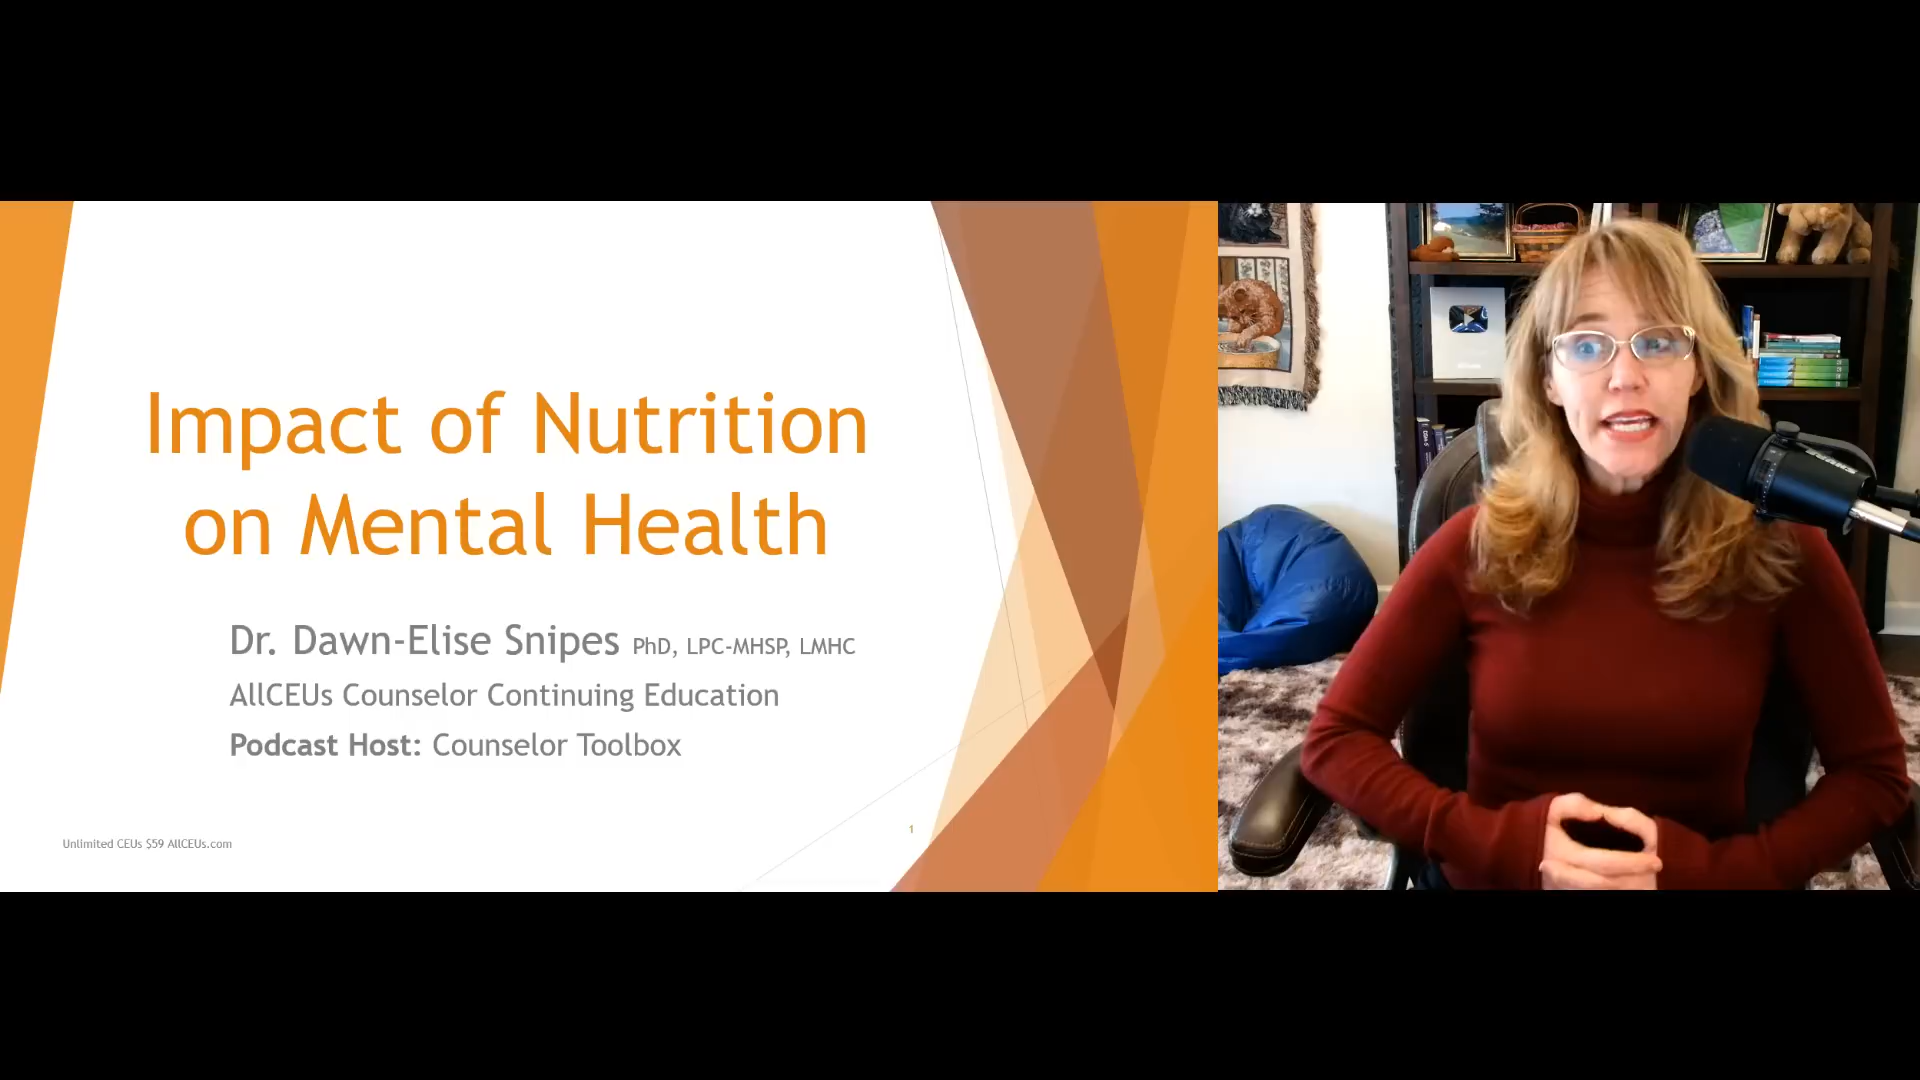 Impact of Nutrition
on Mental Health
Dr. Dawn-Elise Snipes PhD, LPC-MHSP, LMHC
AllCEUs Counselor Continuing Education
Podcast Host: Counselor Toolbox
Unlimited CEUs $59 AllCEUs.com
1
SHURE